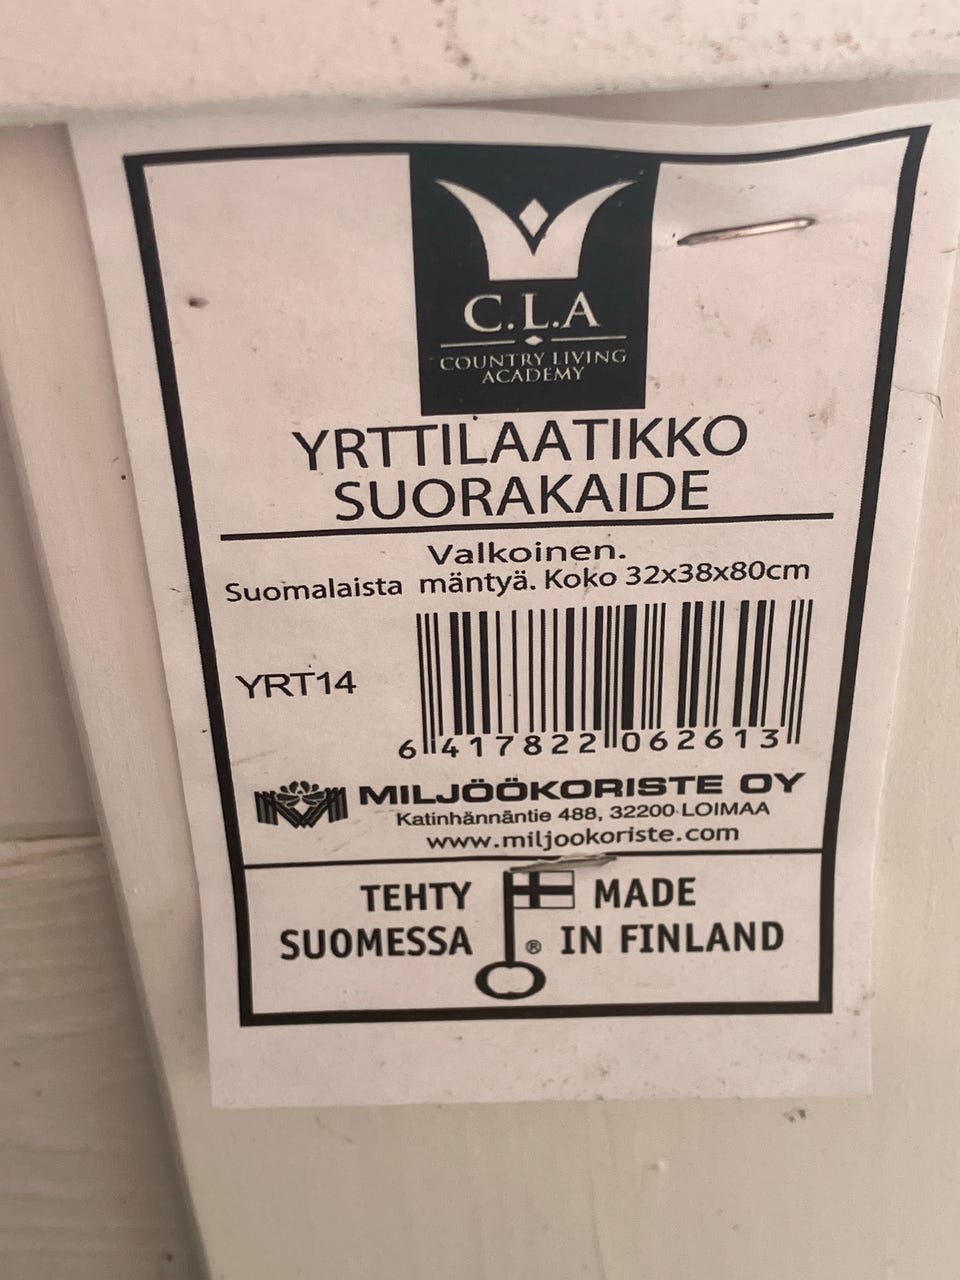 C.L.A
COUNTRY LIVING
ACADEMY
YRTTILAATIKKO
SUORAKAIDE
Valkoinen.
Suomalaista mäntyä. Koko 32x38x80cm
YRT14
6 417822 062613
MILJÖÖKORISTE OY
Katinhännäntie 488, 32200 LOIMAA
www.miljookoriste.com
TEHTY SUOMESSA
® MADE IN FINLAND